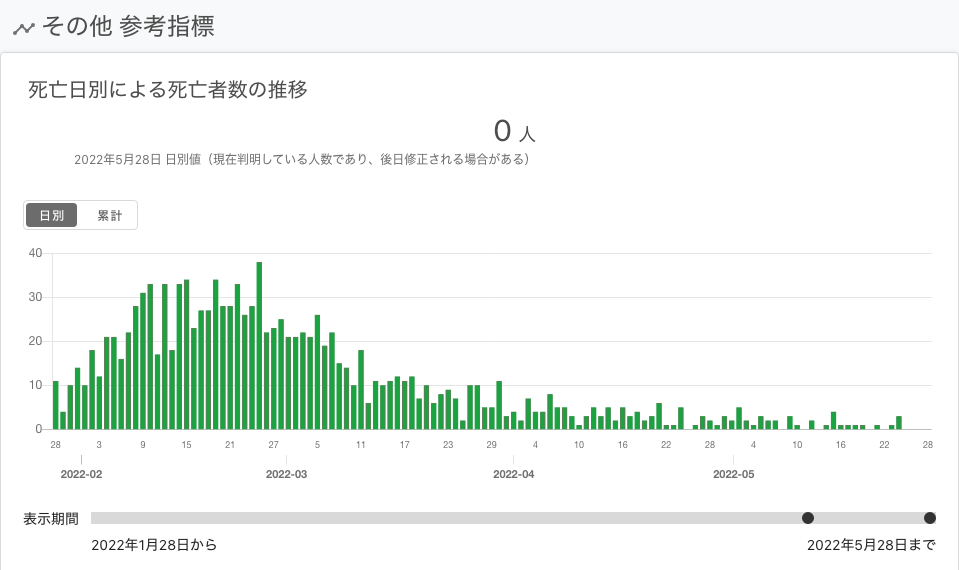 その他 参考指標
死亡日別による死亡者数の推移
0 人
2022年5月28日 日別値（現在判明している人数であり、後日修正される場合がある）
日別 累計
40
30
20
10
0
28 3 9 15 21 27 5 11 17 23 29 4 10 16 22 28 4 10 16 22 28
2022-02 2022-03 2022-04 2022-05
表示期間
2022年1月28日から 2022年5月28日まで